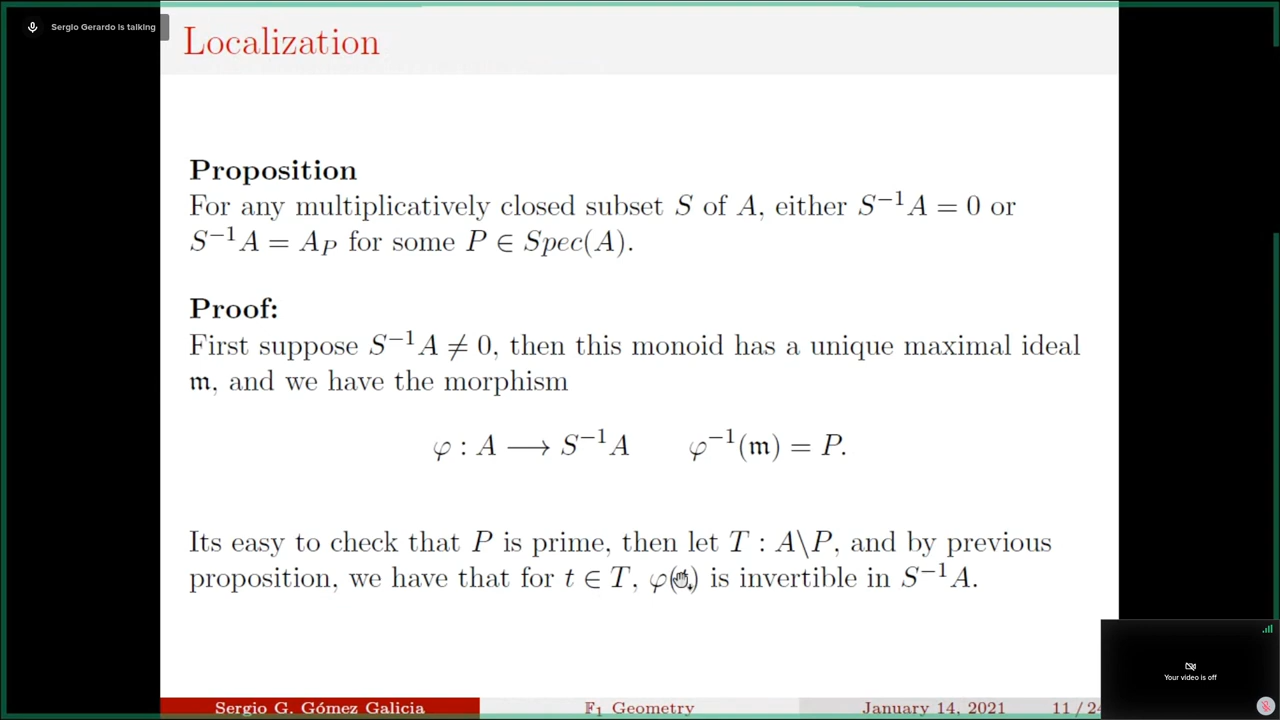 Sergio Gerardo is talking
Localization
Proposition
For any multiplicatively closed subset S of A, either S⁻¹A = 0 or
S⁻¹A = A_P for some P ∈ Spec(A).
Proof:
First suppose S⁻¹A ≠ 0, then this monoid has a unique maximal ideal
𝔪, and we have the morphism
φ : A ⟶ S⁻¹A φ⁻¹(𝔪) = P.
Its easy to check that P is prime, then let T : A\P, and by previous
proposition, we have that for t ∈ T, φ(t) is invertible in S⁻¹A.
Your video is off
Sergio G. Gómez Galicia
𝔽₁ Geometry
January 14, 2021
11 / 24